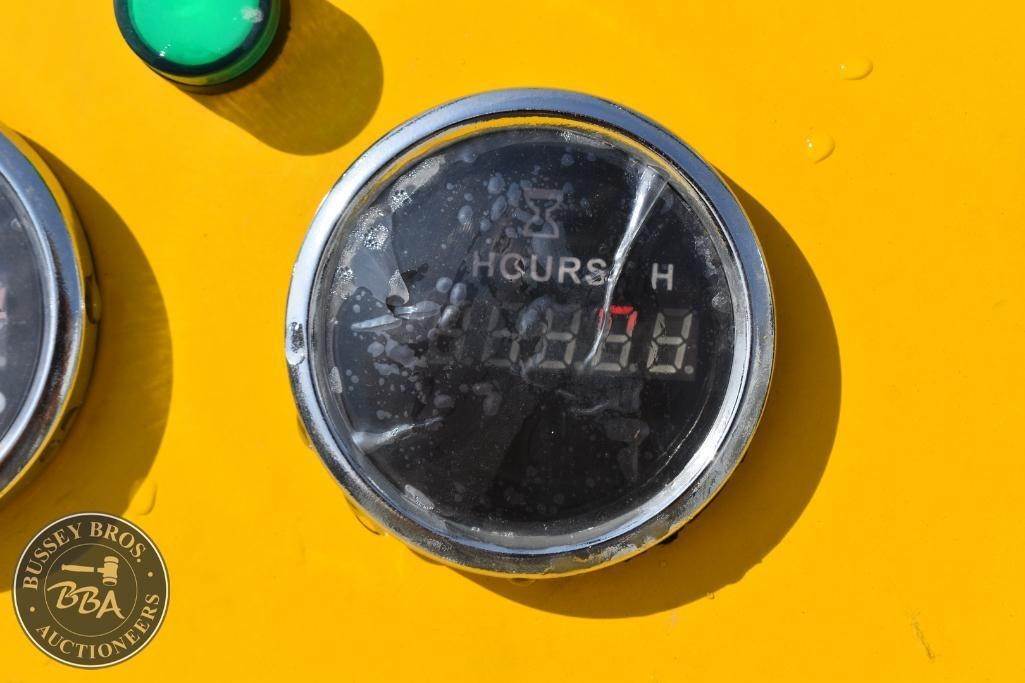 HOURS H
BUSSEY BROS.
BBA
AUCTIONEERS